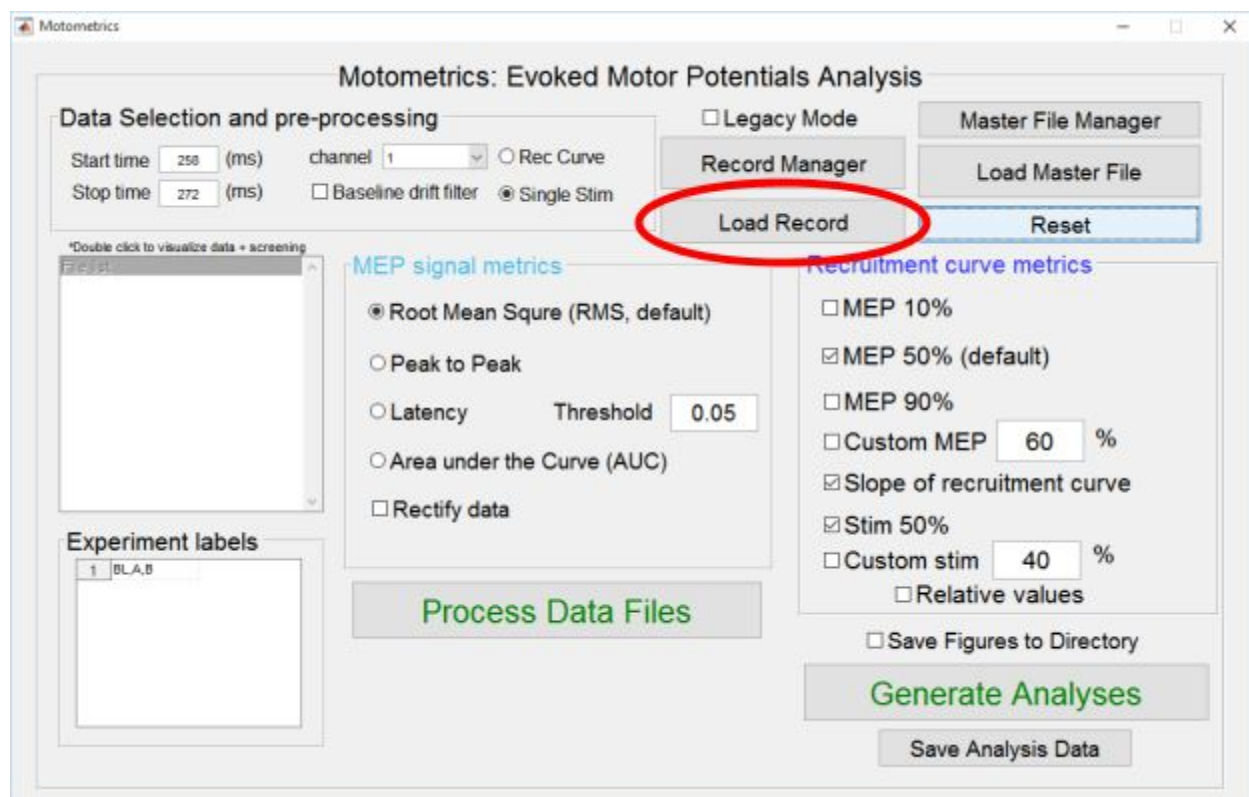 Motometrics
Motometrics: Evoked Motor Potentials Analysis
Data Selection and pre-processing
Start time 258 (ms) channel 1 Rec Curve
Stop time 272 (ms) Baseline drift filter Single Stim
Legacy Mode
Master File Manager
Record Manager
Load Master File
Load Record
Reset
*Double click to visualize data + screening
File list
MEP signal metrics
Root Mean Squre (RMS, default)
Peak to Peak
Latency Threshold 0.05
Area under the Curve (AUC)
Rectify data
Recruitment curve metrics
MEP 10%
MEP 50% (default)
MEP 90%
Custom MEP 60 %
Slope of recruitment curve
Stim 50%
Custom stim 40 %
Relative values
Experiment labels
1 BL,A,B
Process Data Files
Save Figures to Directory
Generate Analyses
Save Analysis Data